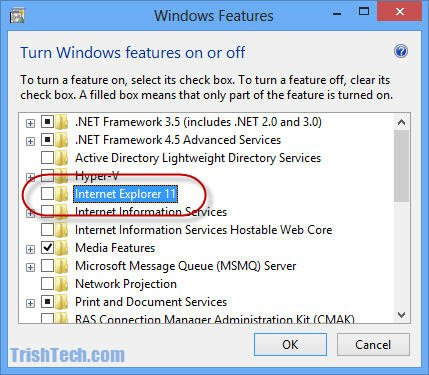 Windows Features
Turn Windows features on or off
To turn a feature on, select its check box. To turn a feature off, clear its
check box. A filled box means that only part of the feature is turned on.
.NET Framework 3.5 (includes .NET 2.0 and 3.0)
.NET Framework 4.5 Advanced Services
Active Directory Lightweight Directory Services
Hyper-V
Internet Explorer 11
Internet Information Services
Internet Information Services Hostable Web Core
Media Features
Microsoft Message Queue (MSMQ) Server
Network Projection
Print and Document Services
RAS Connection Manager Administration Kit (CMAK)
OK
Cancel
TrishTech.com